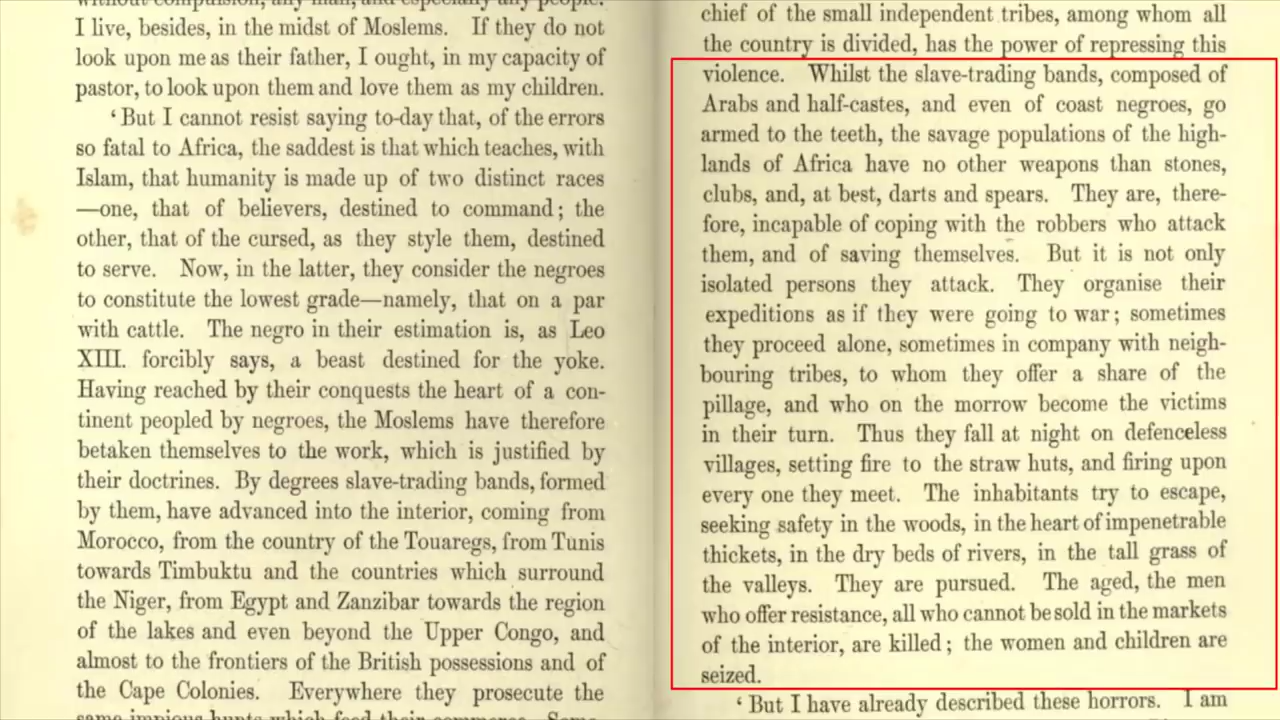 without compulsion, any man, and especially any people.
I live, besides, in the midst of Moslems. If they do not
look upon me as their father, I ought, in my capacity of
pastor, to look upon them and love them as my children.
‘But I cannot resist saying to-day that, of the errors
so fatal to Africa, the saddest is that which teaches, with
Islam, that humanity is made up of two distinct races
—one, that of believers, destined to command; the
other, that of the cursed, as they style them, destined
to serve. Now, in the latter, they consider the negroes
to constitute the lowest grade—namely, that on a par
with cattle. The negro in their estimation is, as Leo
XIII. forcibly says, a beast destined for the yoke.
Having reached by their conquests the heart of a con-
tinent peopled by negroes, the Moslems have therefore
betaken themselves to the work, which is justified by
their doctrines. By degrees slave-trading bands, formed
by them, have advanced into the interior, coming from
Morocco, from the country of the Touaregs, from Tunis
towards Timbuktu and the countries which surround
the Niger, from Egypt and Zanzibar towards the region
of the lakes and even beyond the Upper Congo, and
almost to the frontiers of the British possessions and of
the Cape Colonies. Everywhere they prosecute the
same impious hunts which feed their commerce. Some-
chief of the small independent tribes, among whom all
the country is divided, has the power of repressing this
violence. Whilst the slave-trading bands, composed of
Arabs and half-castes, and even of coast negroes, go
armed to the teeth, the savage populations of the high-
lands of Africa have no other weapons than stones,
clubs, and, at best, darts and spears. They are, there-
fore, incapable of coping with the robbers who attack
them, and of saving themselves. But it is not only
isolated persons they attack. They organise their
expeditions as if they were going to war; sometimes
they proceed alone, sometimes in company with neigh-
bouring tribes, to whom they offer a share of the
pillage, and who on the morrow become the victims
in their turn. Thus they fall at night on defenceless
villages, setting fire to the straw huts, and firing upon
every one they meet. The inhabitants try to escape,
seeking safety in the woods, in the heart of impenetrable
thickets, in the dry beds of rivers, in the tall grass of
the valleys. They are pursued. The aged, the men
who offer resistance, all who cannot be sold in the markets
of the interior, are killed; the women and children are
seized.
‘But I have already described these horrors. I am